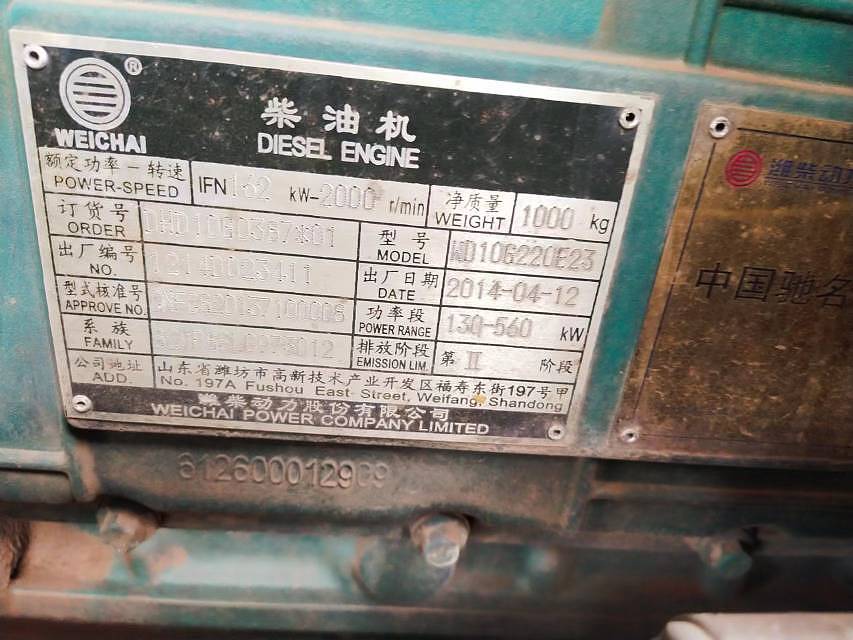 WEICHAI ®
柴油机
DIESEL ENGINE
额定功率－转速 IFN162 kW-2000 r/min 净质量 1000 kg
POWER-SPEED WEIGHT
订货号 DHD10G0367*01 型号 WD10G220E23
ORDER MODEL
出厂编号 1214D023411 出厂日期 2014-04-12
NO. DATE
型式核准号 功率段 130-560 kW
APPROVE NO. POWER RANGE
系族 排放阶段 第 II 阶段
FAMILY EMISSION LIM.
公司地址 山东省潍坊市高新技术产业开发区福寿东街197号甲
ADD. No. 197A Fushou East Street, Weifang, Shandong
潍柴动力股份有限公司
WEICHAI POWER COMPANY LIMITED
潍柴动
中国驰名